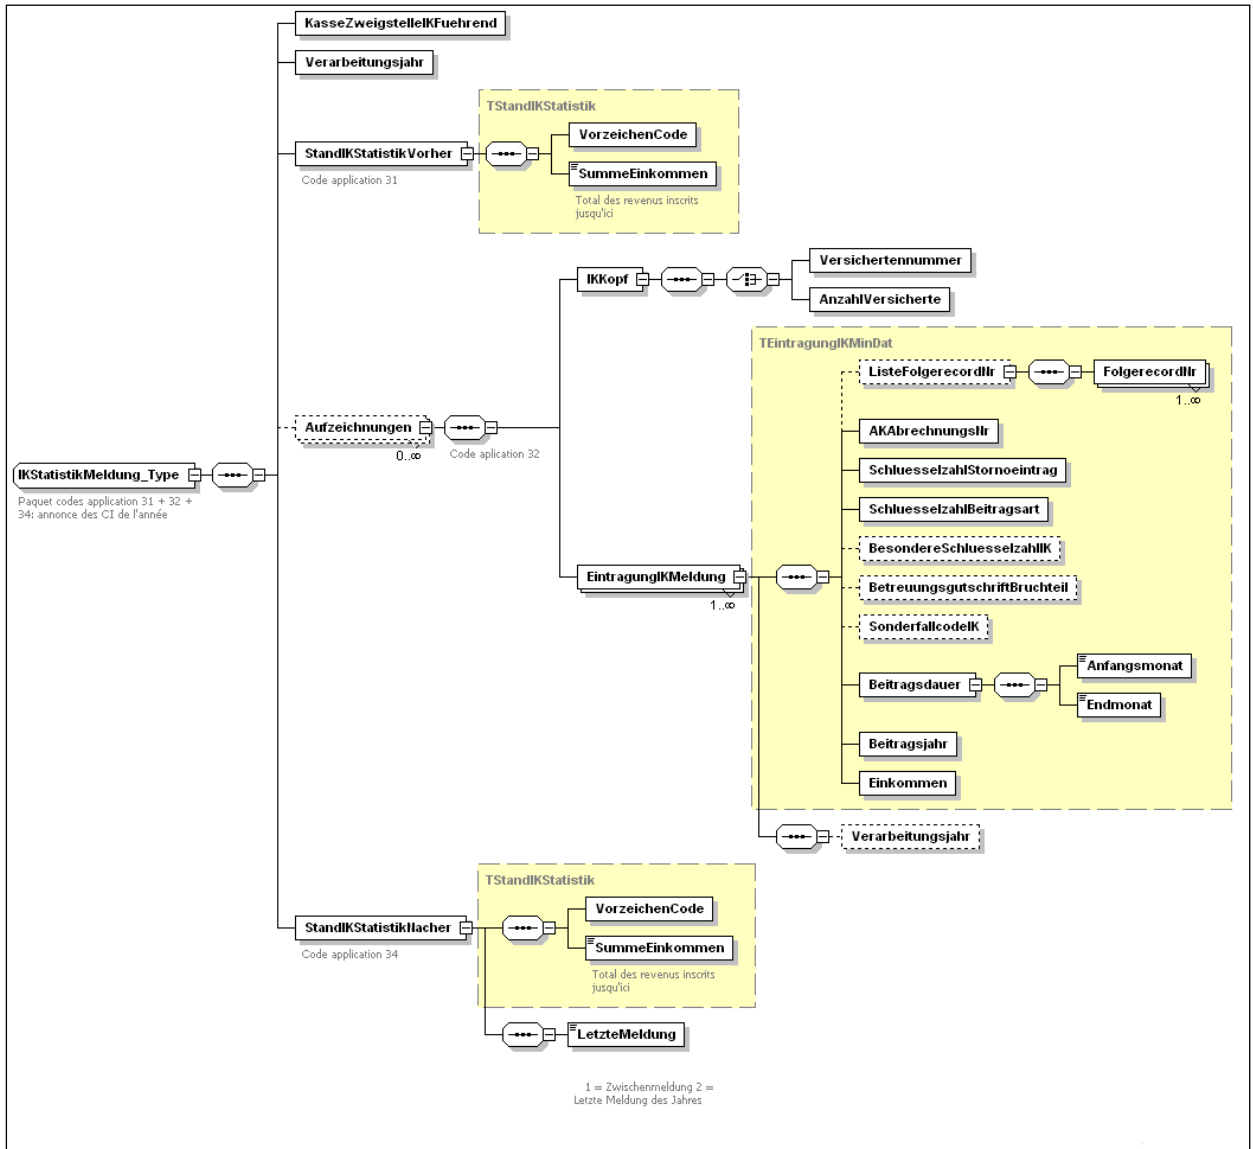 KasseZweigstelleIKFuehrend
Verarbeitungsjahr
TStandIKStatistik
VorzeichenCode
StandIKStatistikVorher
SummeEinkommen
Code application 31
Total des revenus inscrits
jusqu'ici
IKKopf
Versichertennummer
AnzahlVersicherte
TEintragungIKMinDat
ListeFolgerecordNr
FolgerecordNr
1..∞
Aufzeichnungen
0..∞
Code aplication 32
AKAbrechnungsNr
IKStatistikMeldung_Type
Paquet codes application 31 + 32 +
34: annonce des CI de l'année
SchluesselzahlStornoeintrag
SchluesselzahlBeitragsart
BesondereSchluesselzahlIK
EintragungIKMeldung
1..∞
BetreuungsgutschriftBruchteil
SonderfallcodeIK
Anfangsmonat
Beitragsdauer
Endmonat
Beitragsjahr
Einkommen
Verarbeitungsjahr
TStandIKStatistik
VorzeichenCode
StandIKStatistikNacher
SummeEinkommen
Code application 34
Total des revenus inscrits
jusqu'ici
LetzteMeldung
1 = Zwischenmeldung 2 =
Letzte Meldung des Jahres